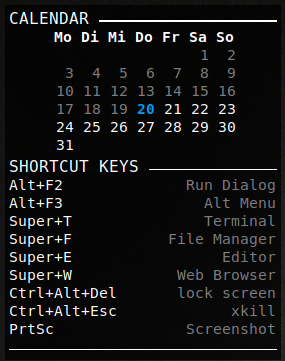 CALENDAR
Mo Di Mi Do Fr Sa So
1 2
3 4 5 6 7 8 9
10 11 12 13 14 15 16
17 18 19 20 21 22 23
24 25 26 27 28 29 30
31
SHORTCUT KEYS
Alt+F2 Run Dialog
Alt+F3 Alt Menu
Super+T Terminal
Super+F File Manager
Super+E Editor
Super+W Web Browser
Ctrl+Alt+Del lock screen
Ctrl+Alt+Esc xkill
PrtSc Screenshot